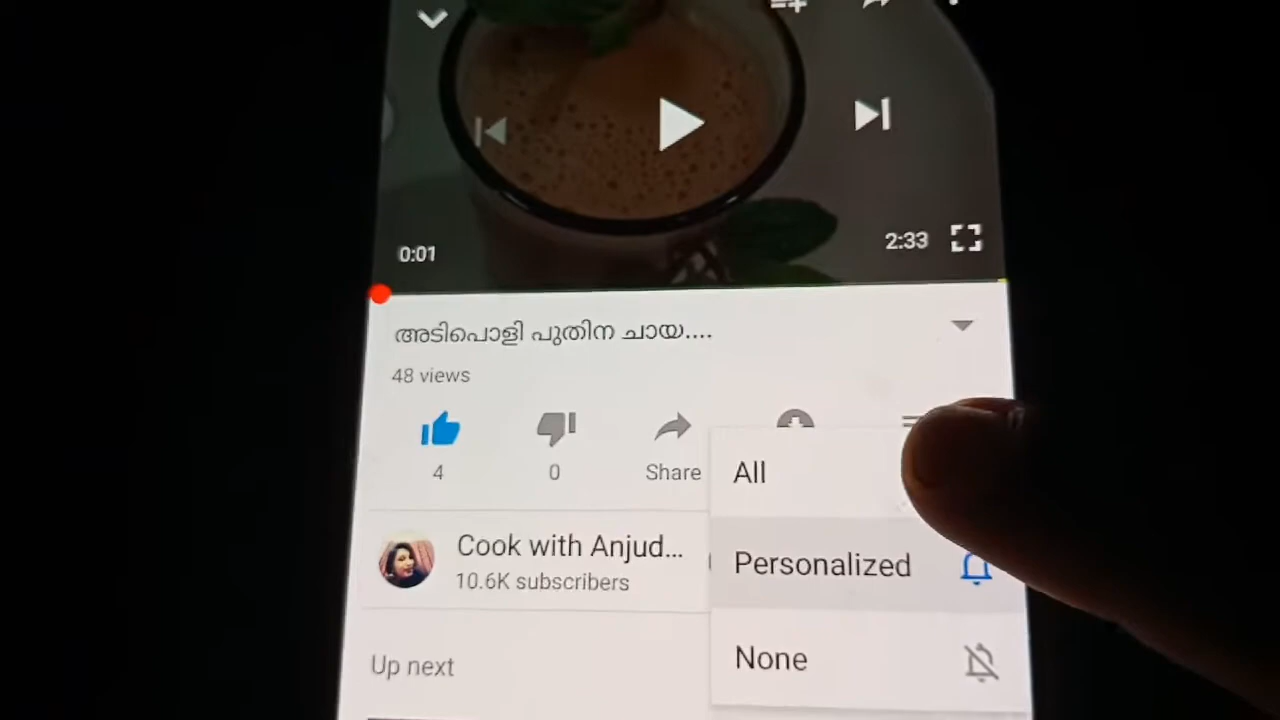 0:01
2:33
അടിപൊളി പുതിന ചായ....
48 views
4
0
Share
All
Cook with Anjud...
10.6K subscribers
Personalized
None
Up next